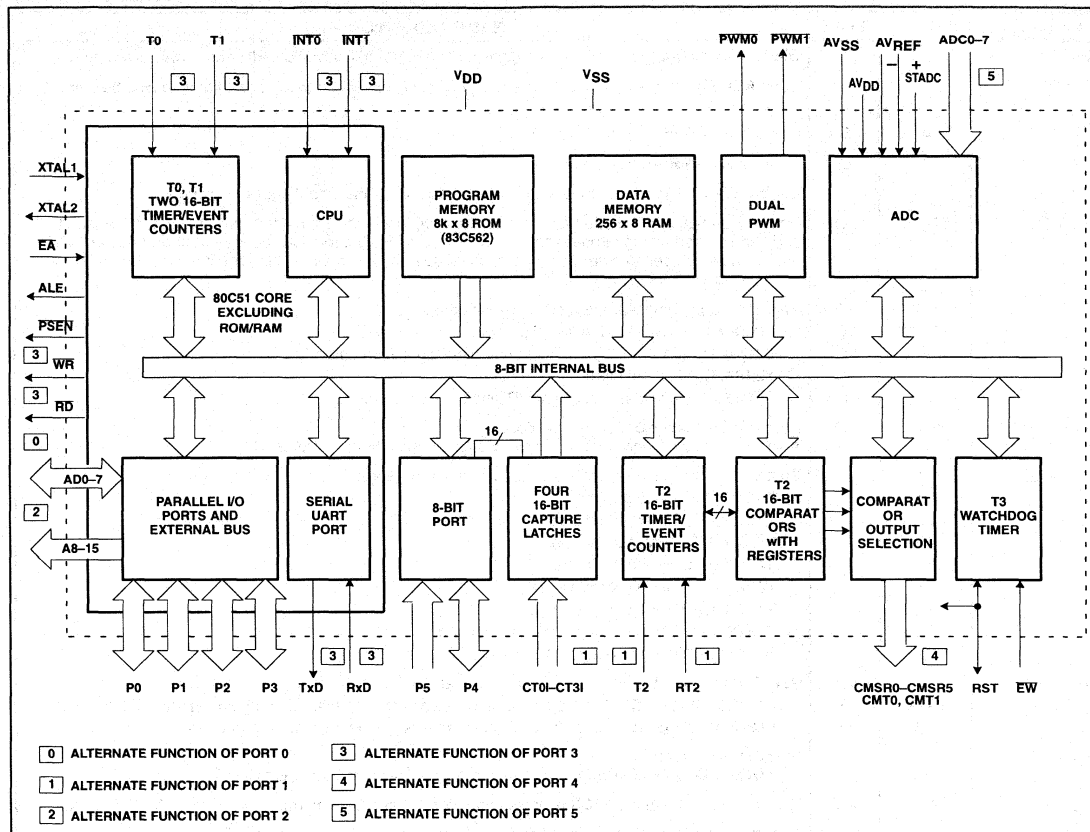 T0 T1 INT0 INT1 PWM0 PWM1 AVSS AVREF ADC0–7
– +
3 3 3 3 VDD VSS AVDD STADC 5
XTAL1
XTAL2
EA
ALE
PSEN
3
WR
3
RD
0
AD0–7
2
A8–15
T0, T1
TWO 16-BIT
TIMER/EVENT
COUNTERS
CPU
PROGRAM
MEMORY
8k x 8 ROM
(83C562)
DATA
MEMORY
256 x 8 RAM
DUAL
PWM
ADC
80C51 CORE
EXCLUDING
ROM/RAM
8-BIT INTERNAL BUS
PARALLEL I/O
PORTS AND
EXTERNAL BUS
SERIAL
UART
PORT
8-BIT
PORT
16
FOUR
16-BIT
CAPTURE
LATCHES
T2
16-BIT
TIMER/
EVENT
COUNTERS
16
T2
16-BIT
COMPARAT
ORS
wITH
REGISTERS
COMPARAT
OR
OUTPUT
SELECTION
T3
WATCHDOG
TIMER
3 3 1 1 1 4
P0 P1 P2 P3 TxD RxD P5 P4 CT0I–CT3I T2 RT2 CMSR0–CMSR5 RST EW
CMT0, CMT1
0 ALTERNATE FUNCTION OF PORT 0
1 ALTERNATE FUNCTION OF PORT 1
2 ALTERNATE FUNCTION OF PORT 2
3 ALTERNATE FUNCTION OF PORT 3
4 ALTERNATE FUNCTION OF PORT 4
5 ALTERNATE FUNCTION OF PORT 5